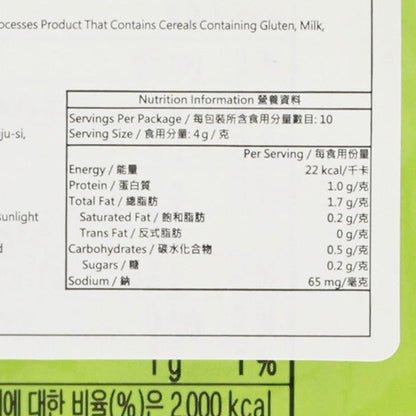 ocesses Product That Contains Cereals Containing Gluten, Milk,
Nutrition Information 營養資料
Servings Per Package / 每包裝所含食用分量數目: 10
Serving Size / 食用分量: 4 g / 克
ju-si,
Per Serving / 每食用份量
Energy / 能量 22 kcal/千卡
Protein / 蛋白質 1.0 g/克
Total Fat / 總脂肪 1.7 g/克
sunlight
Saturated Fat / 飽和脂肪 0.2 g/克
Trans Fat / 反式脂肪 0 g/克
Carbohydrates / 碳水化合物 0.5 g/克
Sugars / 糖 0.2 g/克
Sodium / 鈉 65 mg/毫克
1g 1%
에 대한 비율(%)은 2,000 kcal